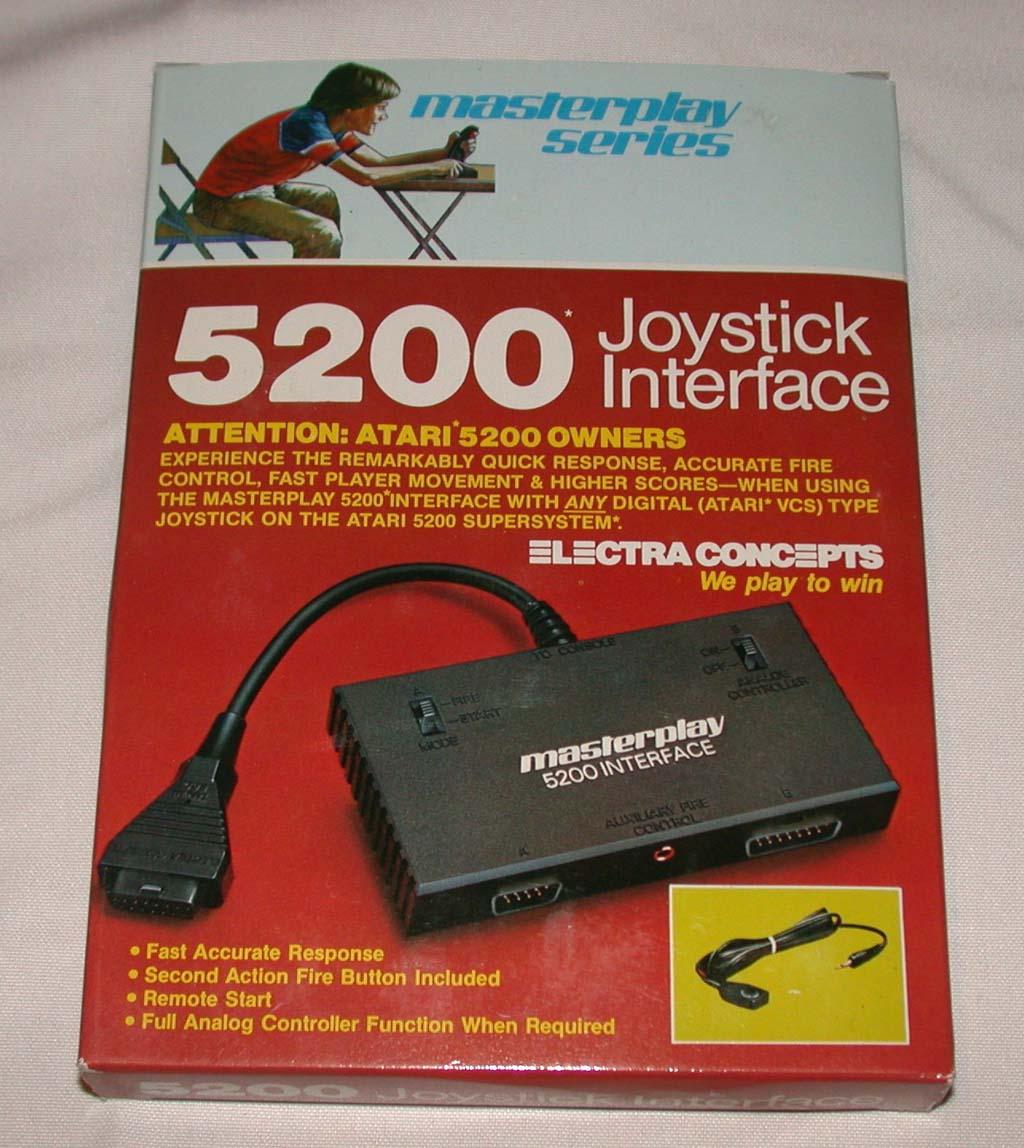 masterplay
series
5200* Joystick
Interface
ATTENTION: ATARI* 5200 OWNERS
EXPERIENCE THE REMARKABLY QUICK RESPONSE, ACCURATE FIRE
CONTROL, FAST PLAYER MOVEMENT & HIGHER SCORES—WHEN USING
THE MASTERPLAY 5200* INTERFACE WITH ANY DIGITAL (ATARI* VCS) TYPE
JOYSTICK ON THE ATARI 5200 SUPERSYSTEM*.
ELECTRA CONCEPTS
We play to win
TO CONSOLE
A
FIRE
START
MODE
B
ON
OFF
ANALOG
CONTROLLER
masterplay
5200 INTERFACE
AUXILIARY FIRE
CONTROL
A
B
• Fast Accurate Response
• Second Action Fire Button Included
• Remote Start
• Full Analog Controller Function When Required
5200 Joystick Interface